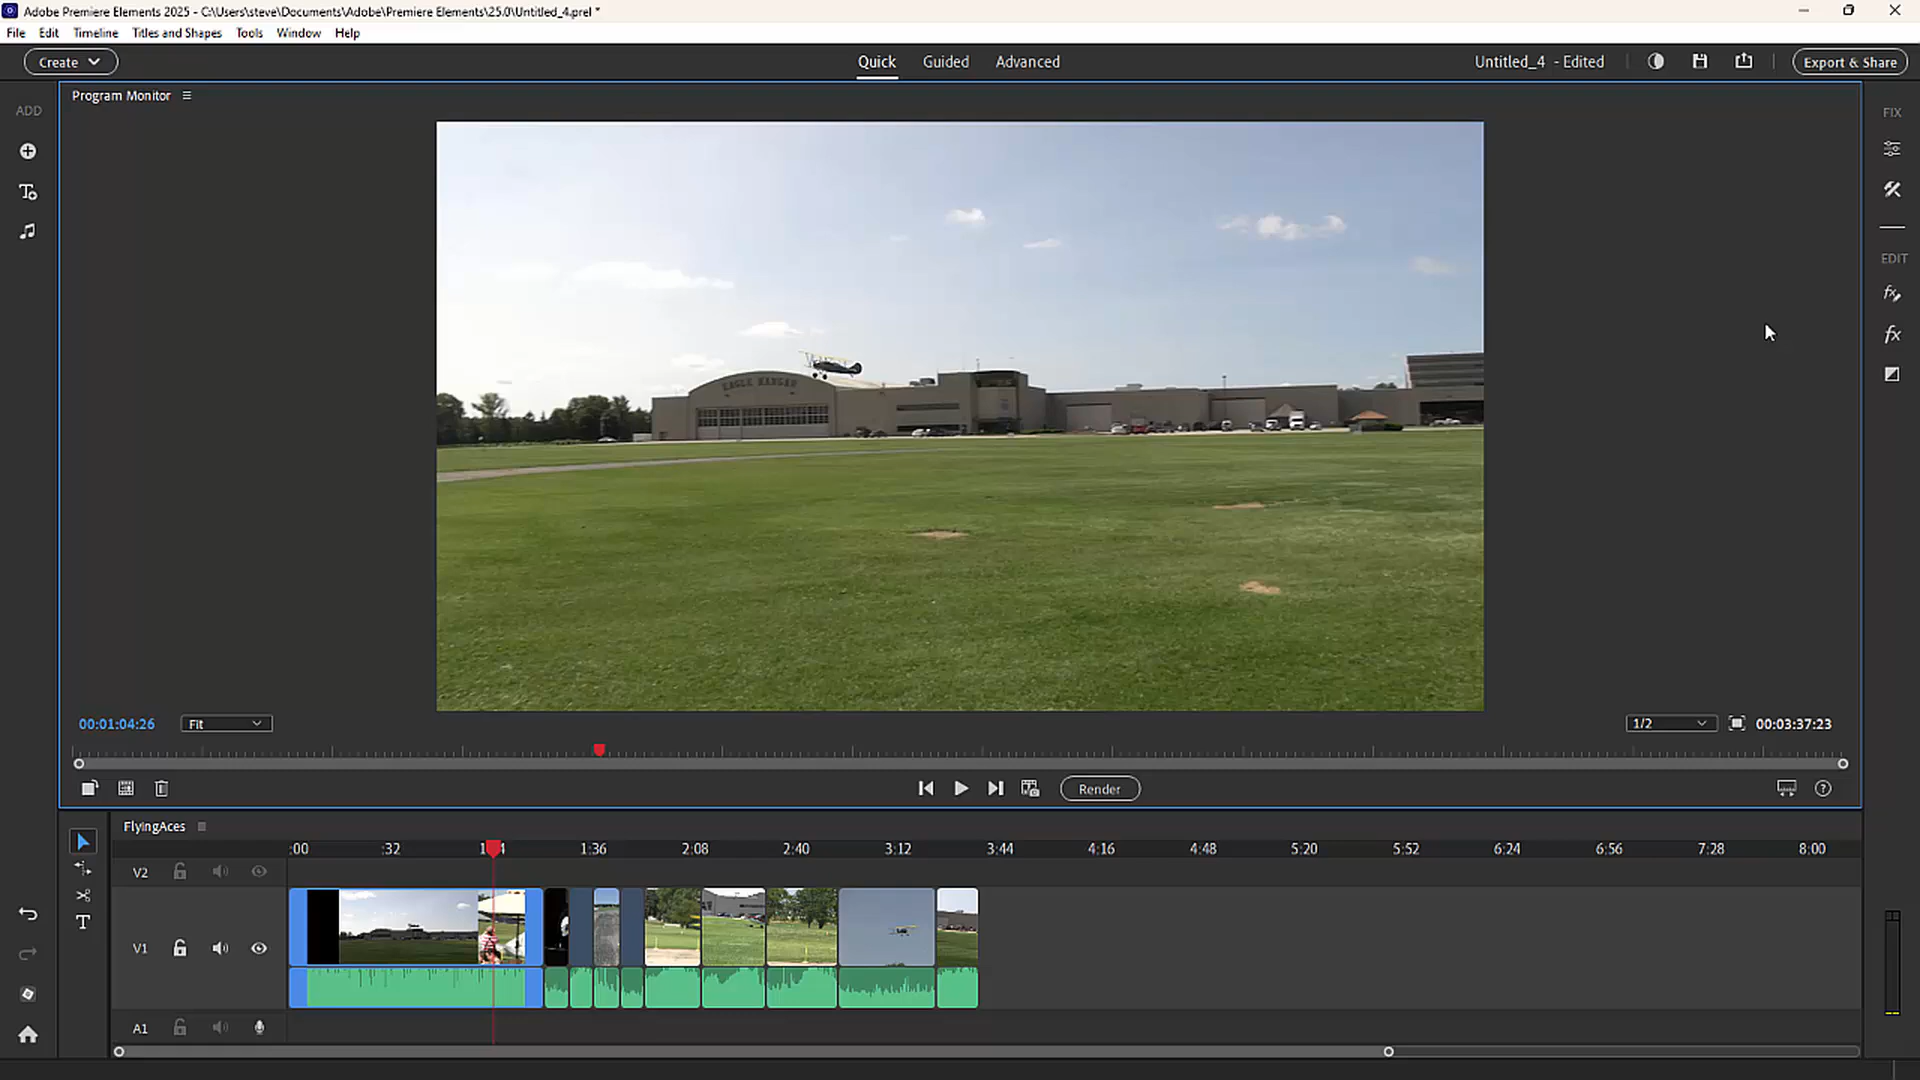 Adobe Premiere Elements 2025 - C:\Users\steve\Documents\Adobe\Premiere Elements\25.0\Untitled_4.prel *
File Edit Timeline Titles and Shapes Tools Window Help
Create Quick Guided Advanced Untitled_4 - Edited Export & Share
Program Monitor
ADD
FIX
EDIT
EAGLE HANGAR
00:01:04:26 Fit 1/2 00:03:37:23
Render
FlyingAces
:00 :32 1:36 2:08 2:40 3:12 3:44 4:16 4:48 5:20 5:52 6:24 6:56 7:28 8:00
V2
V1
A1